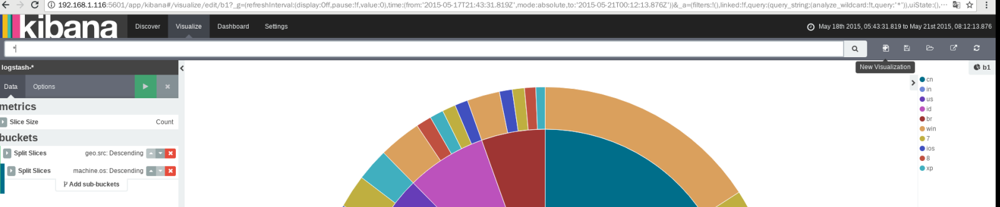 192.168.1.116:5601/app/kibana#/visualize/edit/b1?_g=(refreshInterval:(display:Off,pause:!f,value:0),time:(from:'2015-05-17T21:43:31.819Z',mode:absolute,to:'2015-05-21T00:12:13.876Z'))&_a=(filters:!(),linked:!f,query:(query_string:(analyze_wildcard:!t,query:'*')),uiState:(),···
kibana Discover Visualize Dashboard Settings May 18th 2015, 05:43:31.819 to May 21st 2015, 08:12:13.876
*
New Visualization
logstash-*
b1
Data Options
metrics
Slice Size Count
buckets
Split Slices geo.src: Descending
Split Slices machine.os: Descending
Add sub-buckets
cn
in
us
id
br
win
7
ios
8
xp